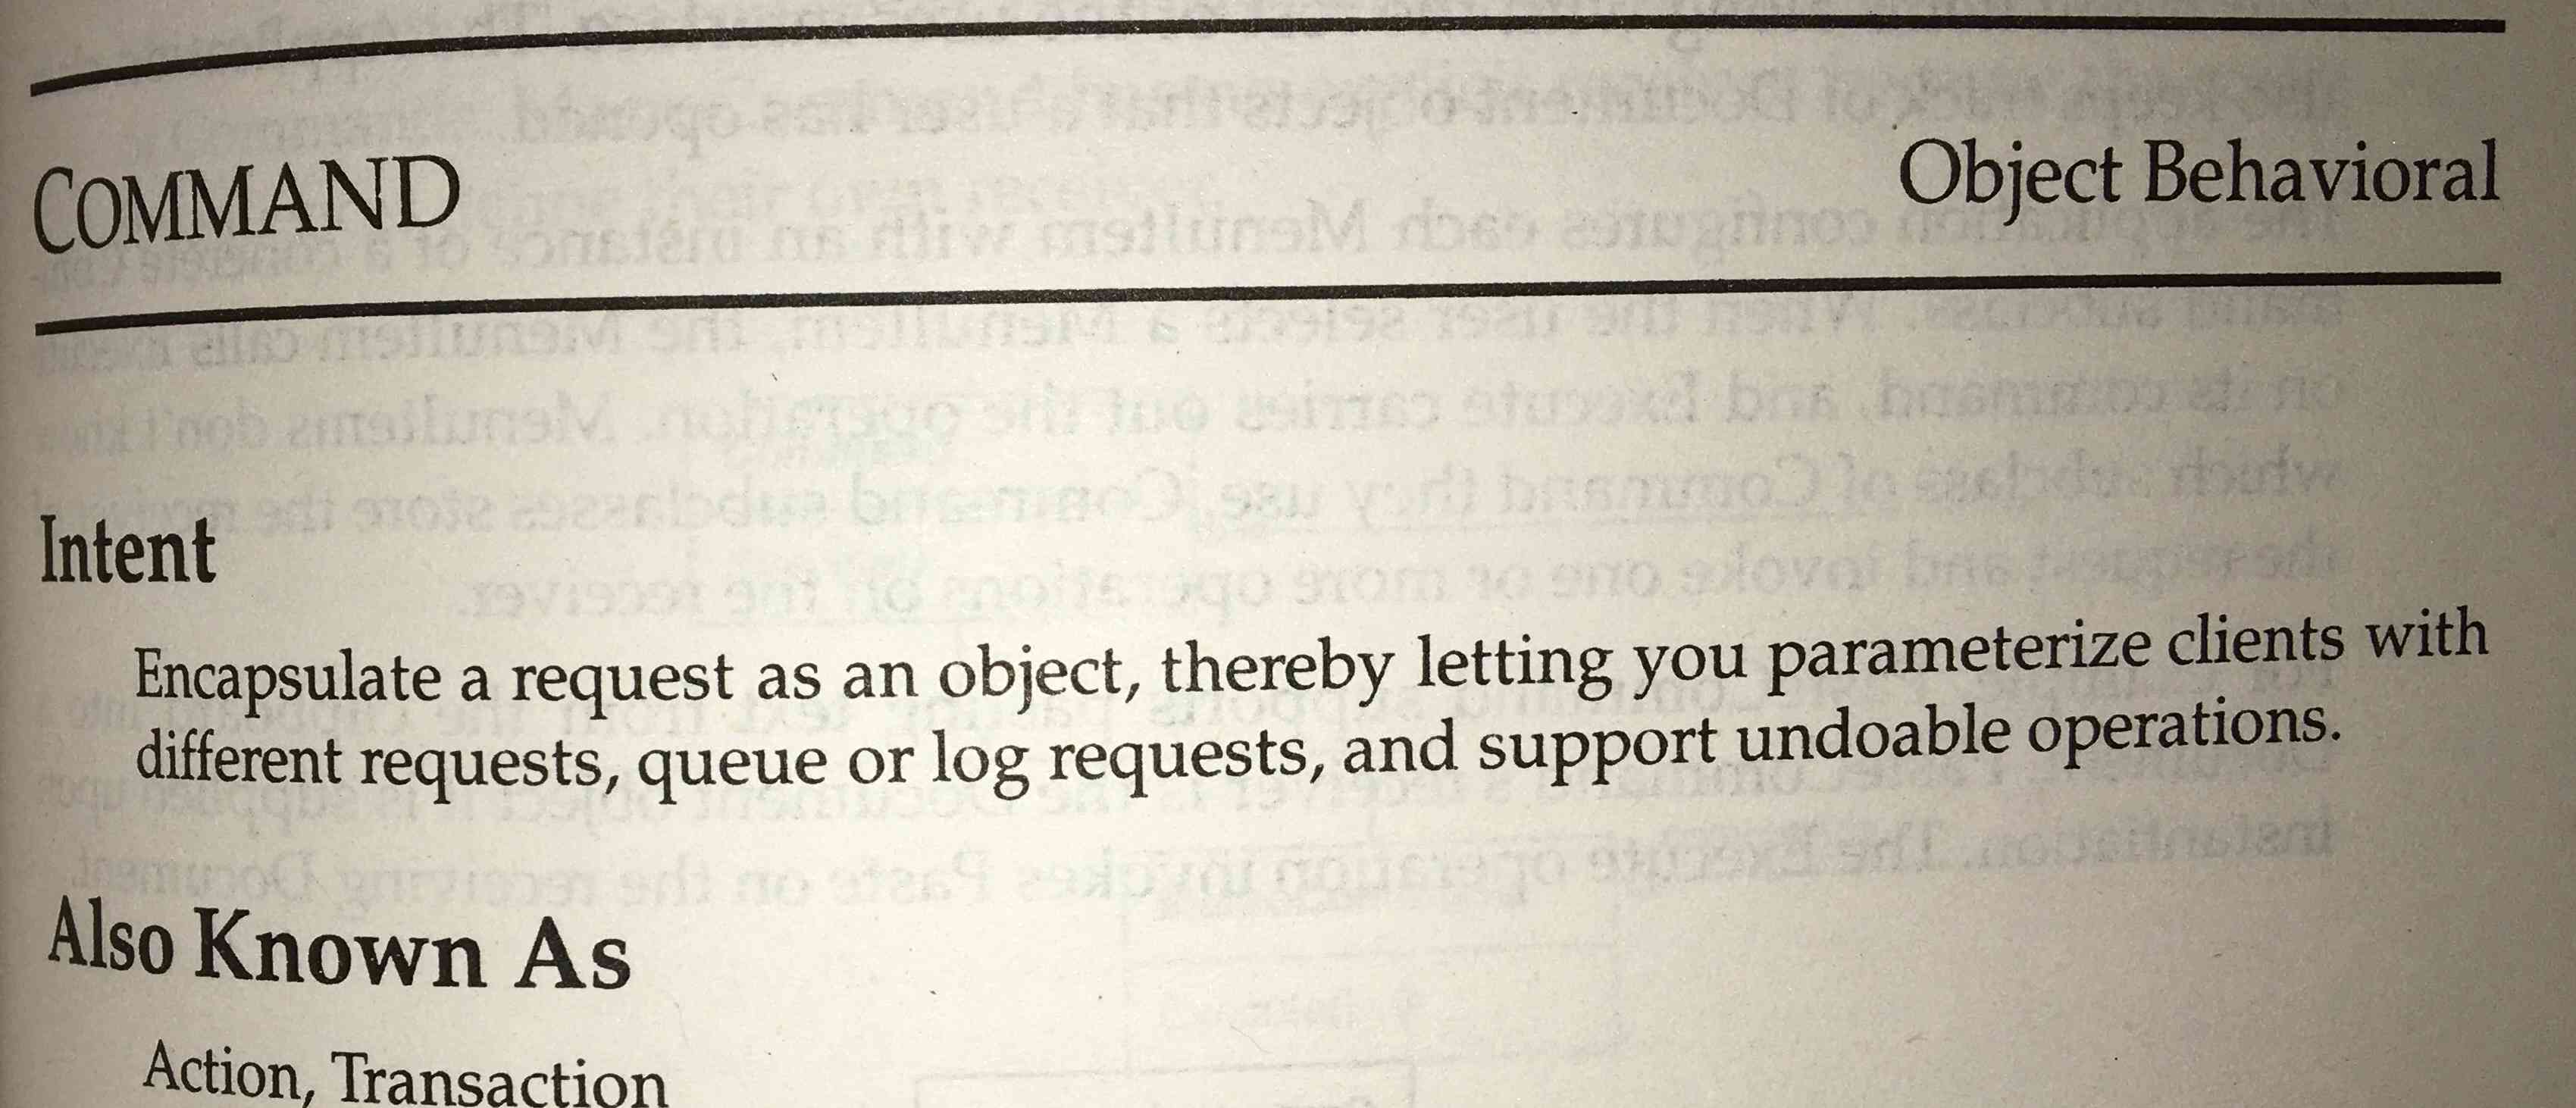 COMMAND Object Behavioral
Intent
Encapsulate a request as an object, thereby letting you parameterize clients with
different requests, queue or log requests, and support undoable operations.
Also Known As
Action, Transaction